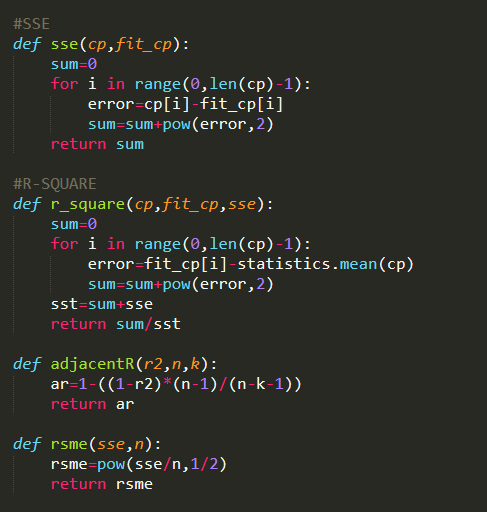 #SSE
def sse(cp,fit_cp):
    sum=0
    for i in range(0,len(cp)-1):
        error=cp[i]-fit_cp[i]
        sum=sum+pow(error,2)
    return sum

#R-SQUARE
def r_square(cp,fit_cp,sse):
    sum=0
    for i in range(0,len(cp)-1):
        error=fit_cp[i]-statistics.mean(cp)
        sum=sum+pow(error,2)
    sst=sum+sse
    return sum/sst

def adjacentR(r2,n,k):
    ar=1-((1-r2)*(n-1)/(n-k-1))
    return ar

def rsme(sse,n):
    rsme=pow(sse/n,1/2)
    return rsme